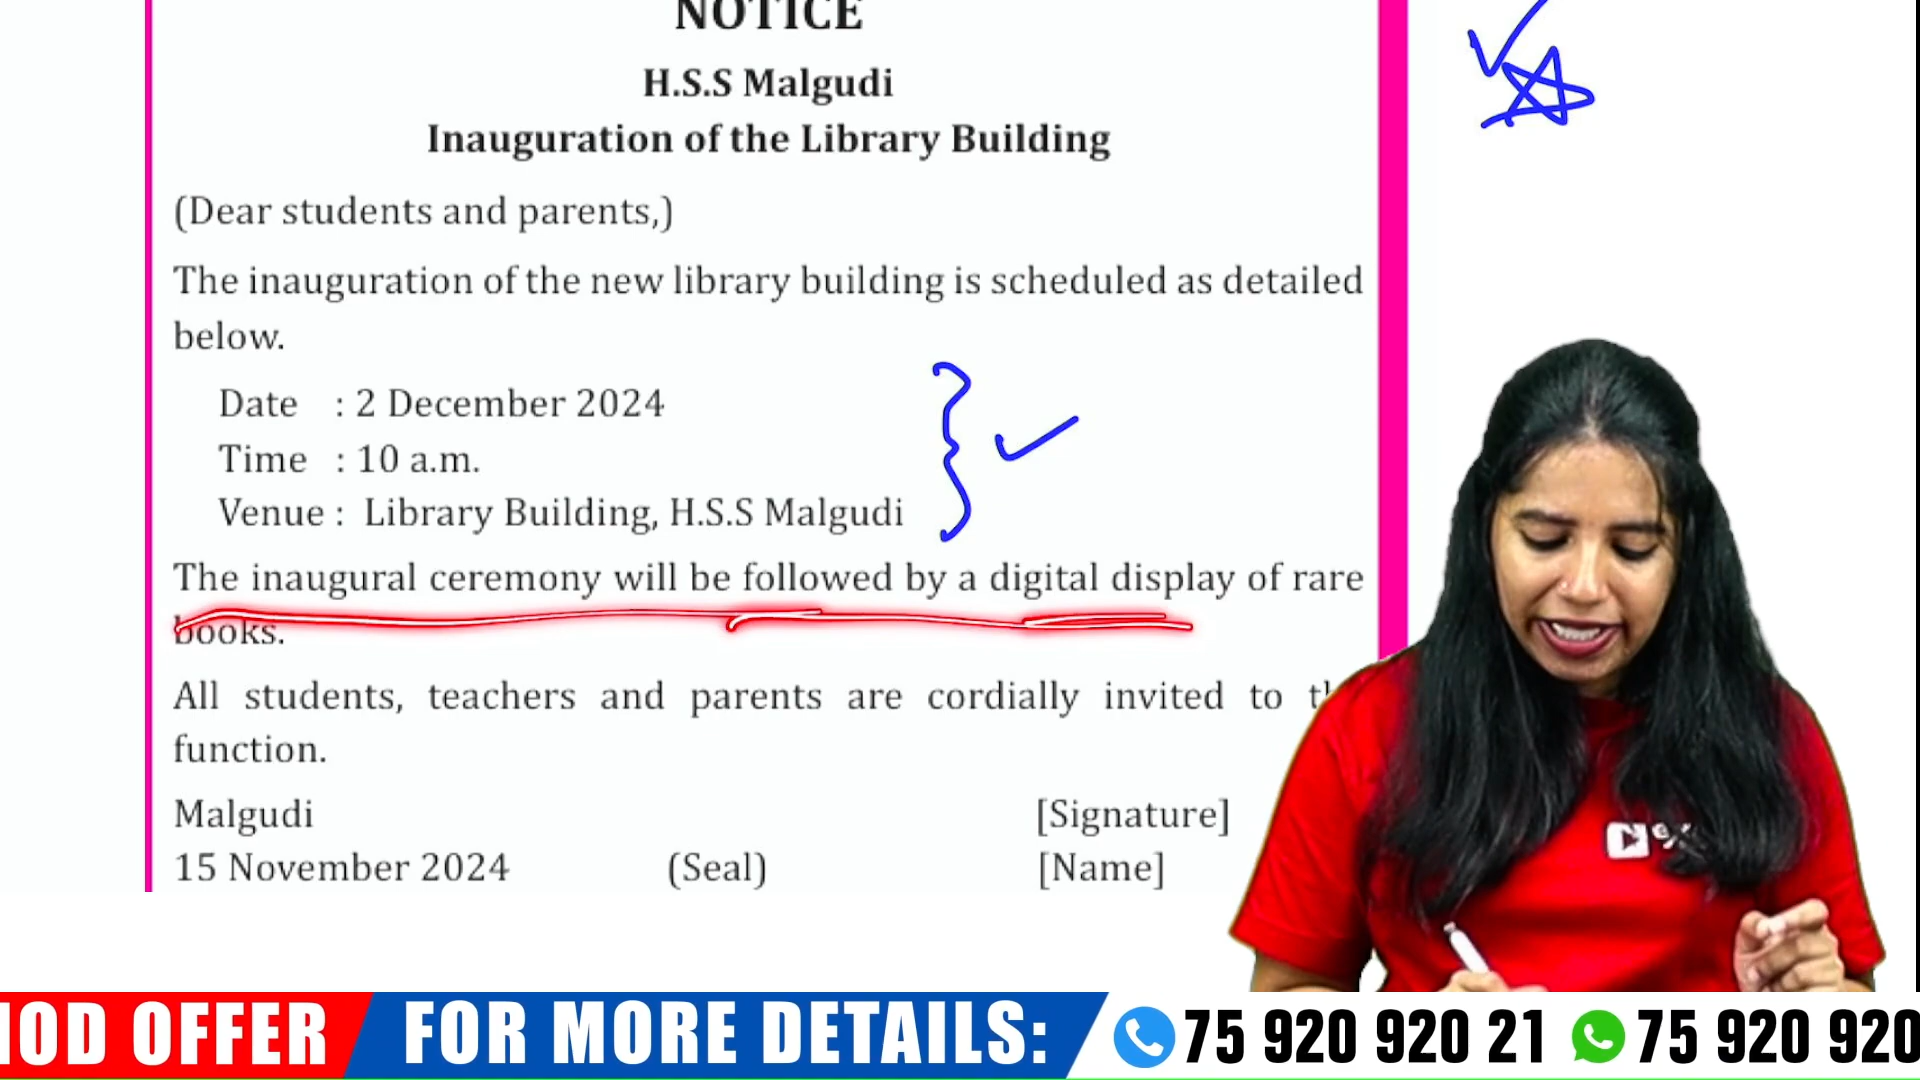 NOTICE
H.S.S Malgudi
Inauguration of the Library Building
(Dear students and parents,)
The inauguration of the new library building is scheduled as detailed
below.
Date : 2 December 2024
Time : 10 a.m.
Venue : Library Building, H.S.S Malgudi
The inaugural ceremony will be followed by a digital display of rare
books.
All students, teachers and parents are cordially invited to
function.
Malgudi [Signature]
15 November 2024 (Seal) [Name]
OFFER FOR MORE DETAILS: 75 920 920 21 75 920 920